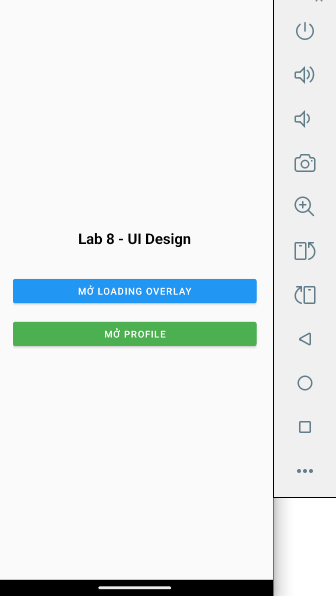 Lab 8 - UI Design
MỞ LOADING OVERLAY
MỞ PROFILE